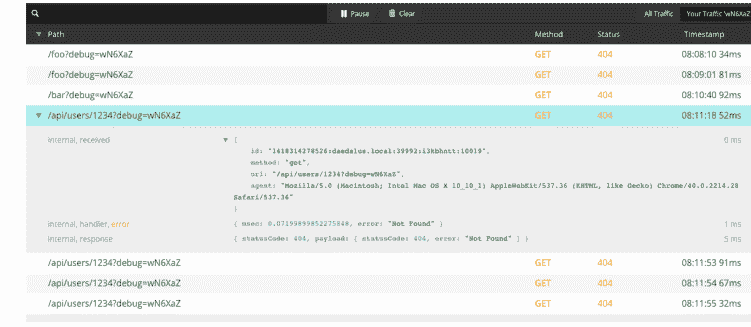 Pause Clear All Traffic Your Traffic 'wN6XaZ
Path Method Status Timestamp
/foo?debug=wN6XaZ GET 404 08:08:10 34ms
/foo?debug=wN6XaZ GET 404 08:09:01 81ms
/bar?debug=wN6XaZ GET 404 08:10:40 92ms
/api/users/1234?debug=wN6XaZ GET 404 08:11:18 52ms
internal, received { 0 ms
id: "1418314278526:daedalus.local:39992:i3kbhntt:10019",
method: "get",
url: "/api/users/1234?debug=wN6XaZ",
agent: "Mozilla/5.0 (Macintosh; Intel Mac OS X 10_10_1) AppleWebKit/537.36 (KHTML, like Gecko) Chrome/40.0.2214.28
Safari/537.36"
}
internal, handler, error { msec: 0.07199899852275848, error: "Not Found" } 1 ms
internal, response { statusCode: 404, payload: { statusCode: 404, error: "Not Found" } } 5 ms
/api/users/1234?debug=wN6XaZ GET 404 08:11:53 91ms
/api/users/1234?debug=wN6XaZ GET 404 08:11:54 67ms
/api/users/1234?debug=wN6XaZ GET 404 08:11:55 32ms